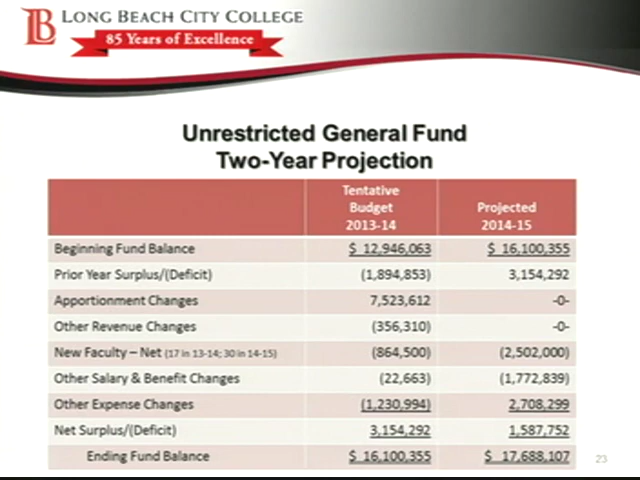 LB LONG BEACH CITY COLLEGE
85 Years of Excellence
Unrestricted General Fund
Two-Year Projection
Tentative
Budget
2013-14
Projected
2014-15
Beginning Fund Balance $ 12,946,063 $ 16,100,355
Prior Year Surplus/(Deficit) (1,894,853) 3,154,292
Apportionment Changes 7,523,612 -0-
Other Revenue Changes (356,310) -0-
New Faculty – Net (17 in 13-14; 30 in 14-15) (864,500) (2,502,000)
Other Salary & Benefit Changes (22,663) (1,772,839)
Other Expense Changes (1,230,994) 2,708,299
Net Surplus/(Deficit) 3,154,292 1,587,752
Ending Fund Balance $ 16,100,355 $ 17,688,107
23